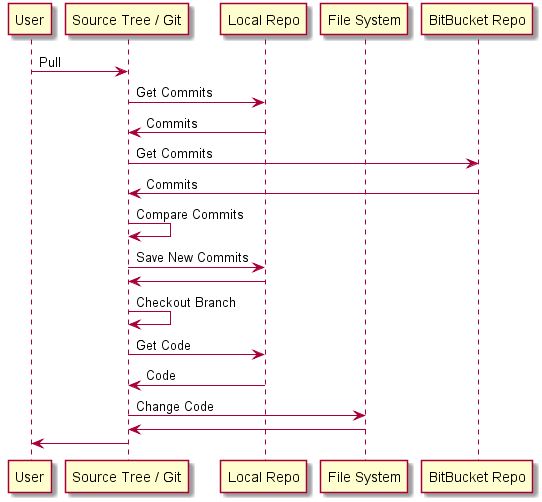 User Source Tree / Git Local Repo File System BitBucket Repo
Pull
Get Commits
Commits
Get Commits
Commits
Compare Commits
Save New Commits
Checkout Branch
Get Code
Code
Change Code
User Source Tree / Git Local Repo File System BitBucket Repo